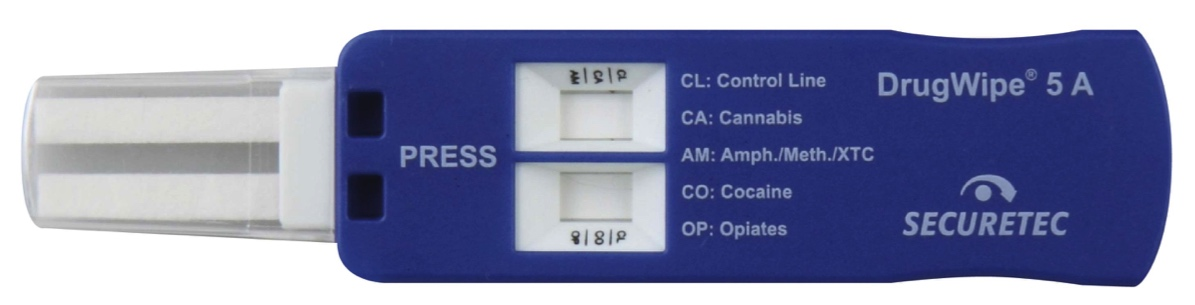 PRESS
CL: Control Line
CA: Cannabis
AM: Amph./Meth./XTC
CO: Cocaine
OP: Opiates
DrugWipe® 5 A
SECURETEC